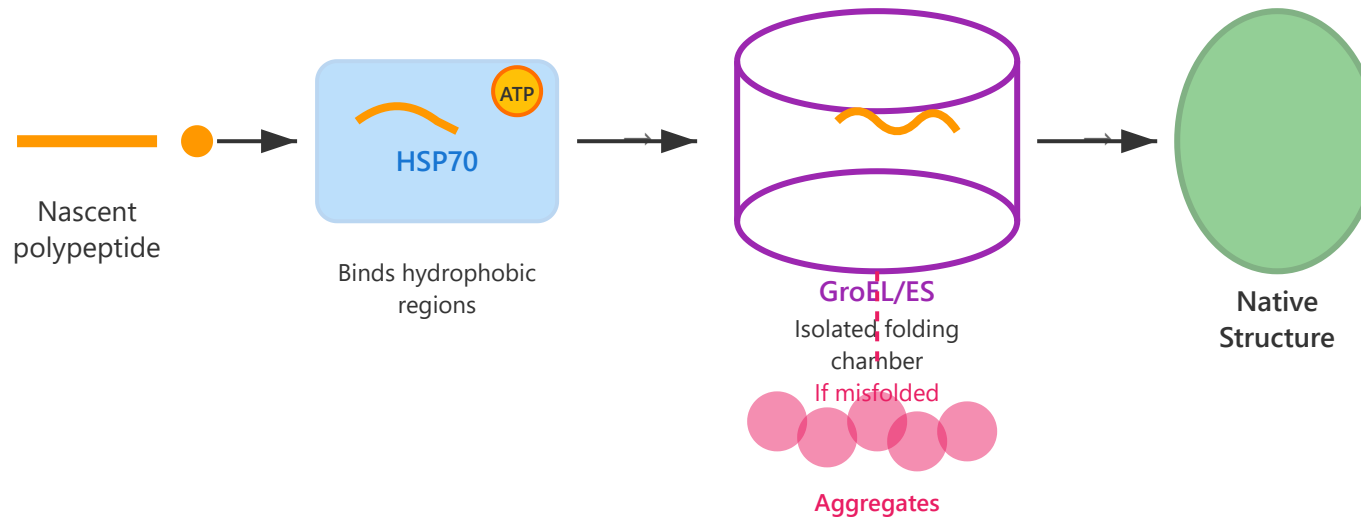 Nascent
polypeptide
ATP
HSP70
Binds hydrophobic
regions
→
GroEL/ES
Isolated folding
chamber
If misfolded
Aggregates
→
Native
Structure